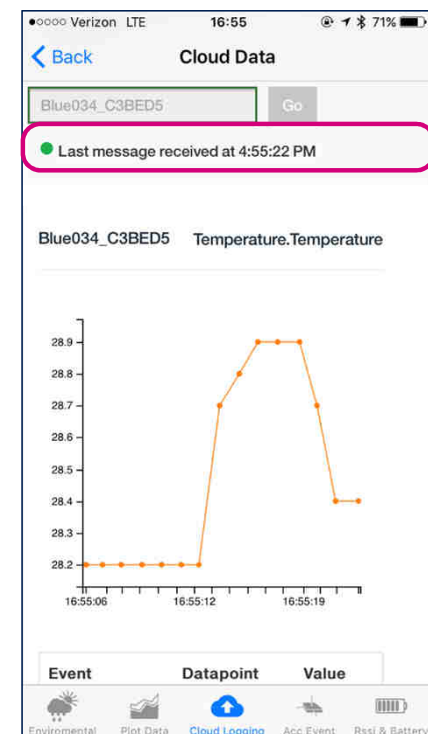 Verizon LTE 16:55 71%
Back Cloud Data
Blue034_C3BED5 Go
Last message received at 4:55:22 PM
Blue034_C3BED5 Temperature.Temperature
28.9
28.8
28.7
28.6
28.5
28.4
28.3
28.2
16:55:06 16:55:12 16:55:19
Event Datapoint Value
Enviromental Plot Data Cloud Logging Acc Event Rssi & Battery